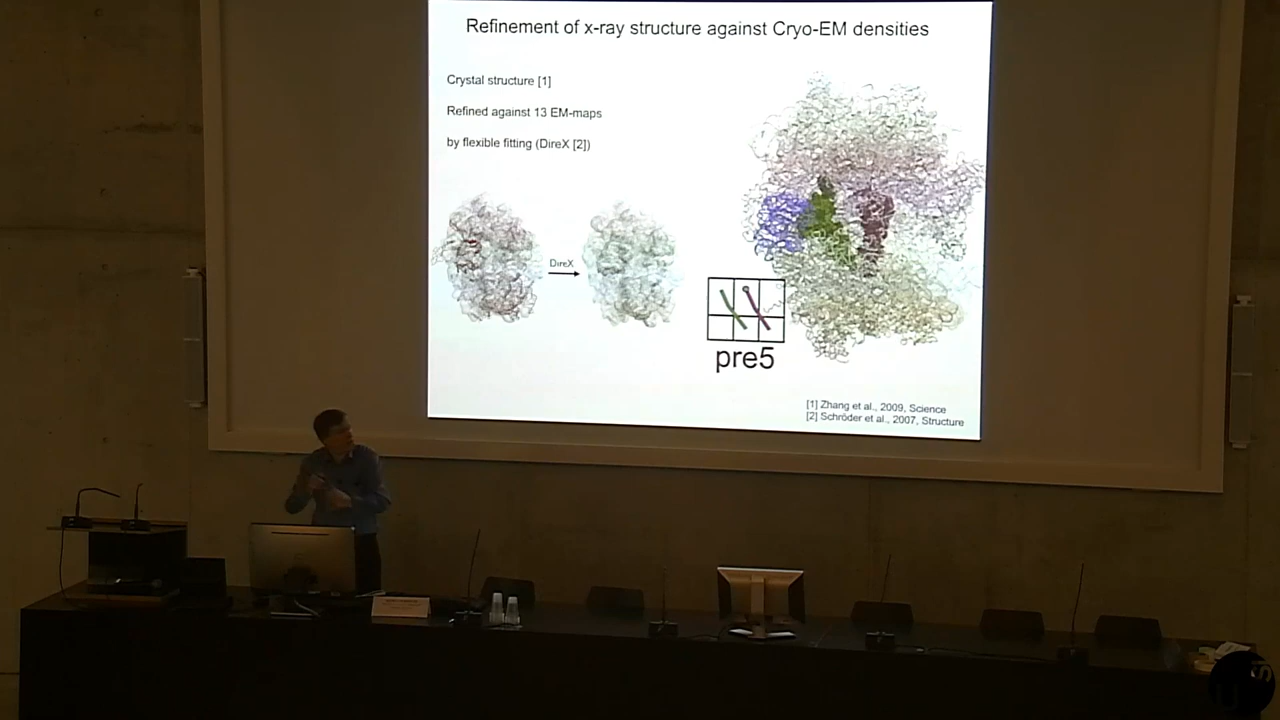 Refinement of x-ray structure against Cryo-EM densities
Crystal structure [1]
Refined against 13 EM-maps
by flexible fitting (DireX [2])
DireX
pre5
[1] Zhang et al., 2009, Science
[2] Schröder et al., 2007, Structure